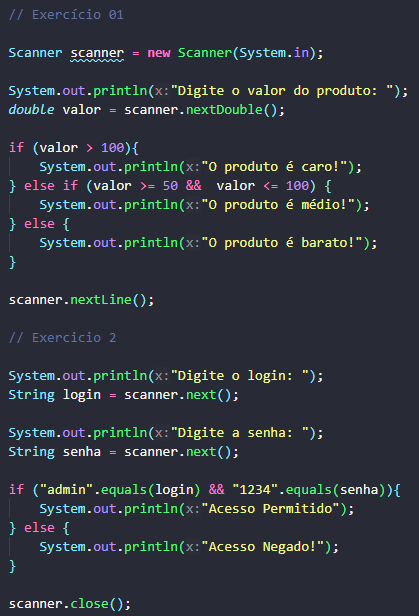 // Exercício 01
Scanner scanner = new Scanner(System.in);
System.out.println(x:"Digite o valor do produto: ");
double valor = scanner.nextDouble();
if (valor > 100){
System.out.println(x:"O produto é caro!");
} else if (valor >= 50 &&  valor <= 100) {
System.out.println(x:"O produto é médio!");
} else {
System.out.println(x:"O produto é barato!");
}
scanner.nextLine();
// Exercicio 2
System.out.println(x:"Digite o login: ");
String login = scanner.next();
System.out.println(x:"Digite a senha: ");
String senha = scanner.next();
if ("admin".equals(login) && "1234".equals(senha)){
System.out.println(x:"Acesso Permitido");
} else {
System.out.println(x:"Acesso Negado!");
}
scanner.close();